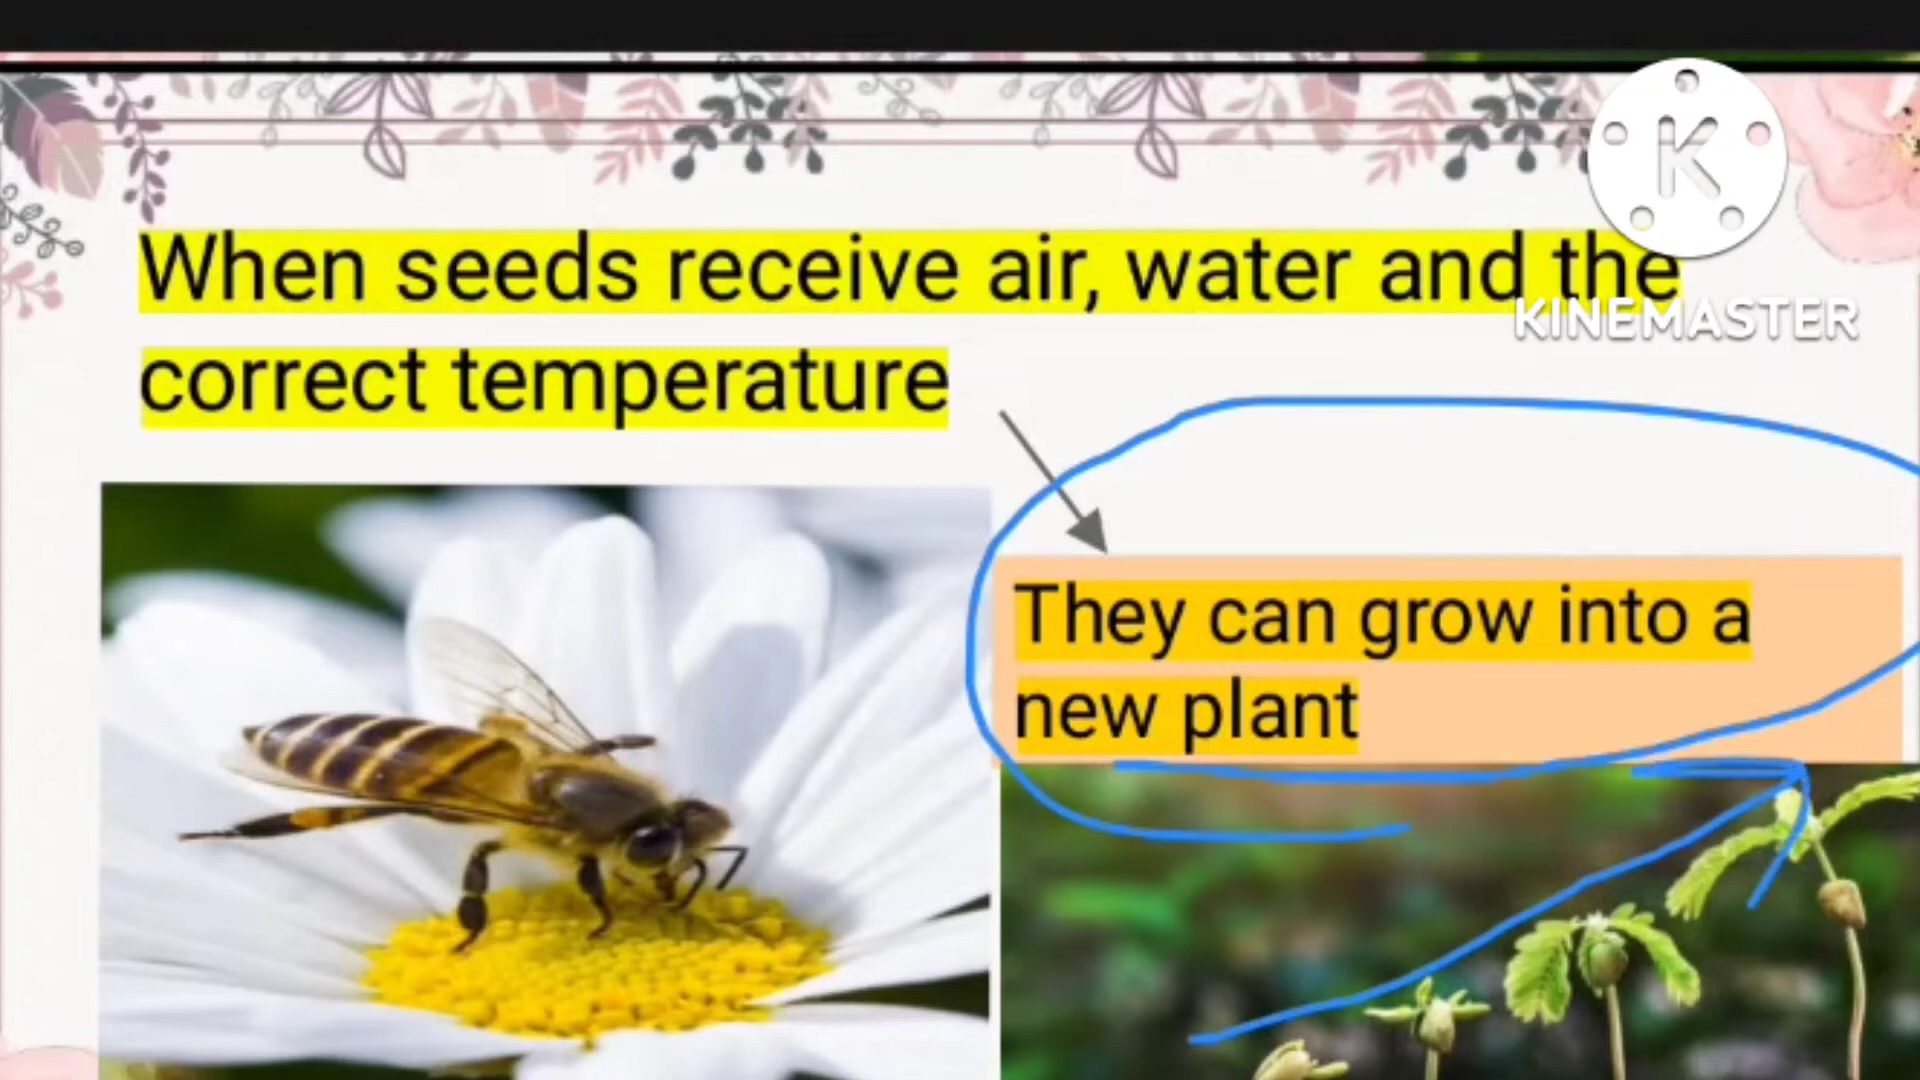 When seeds receive air, water and the
correct temperature
K
KINEMASTER
They can grow into a
new plant